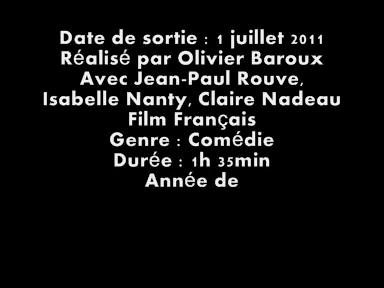 Date de sortie : 1 juillet 2011
Réalisé par Olivier Baroux
Avec Jean-Paul Rouve,
Isabelle Nanty, Claire Nadeau
Film Français
Genre : Comédie
Durée : 1h 35min
Année de